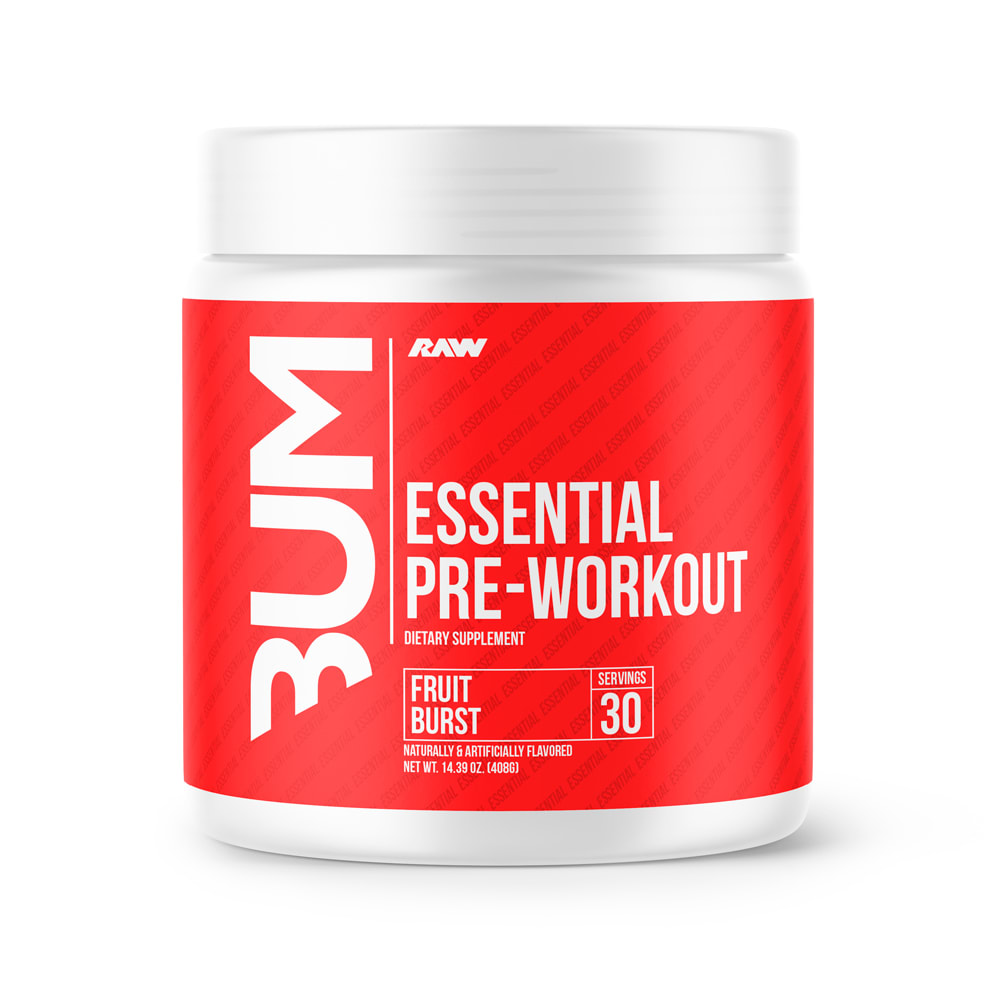 BUM
RAW
ESSENTIAL
PRE-WORKOUT
DIETARY SUPPLEMENT
FRUIT
BURST
SERVINGS
30
NATURALLY & ARTIFICIALLY FLAVORED
NET WT. 14.39 OZ. (408G)